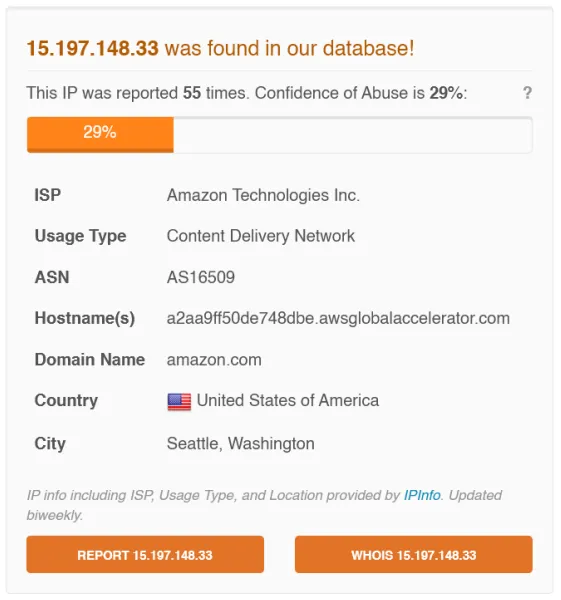 15.197.148.33 was found in our database!
This IP was reported 55 times. Confidence of Abuse is 29%: ?
29%
ISP Amazon Technologies Inc.
Usage Type Content Delivery Network
ASN AS16509
Hostname(s) a2aa9ff50de748dbe.awsglobalaccelerator.com
Domain Name amazon.com
Country United States of America
City Seattle, Washington
IP info including ISP, Usage Type, and Location provided by IPInfo. Updated
biweekly.
REPORT 15.197.148.33 WHOIS 15.197.148.33